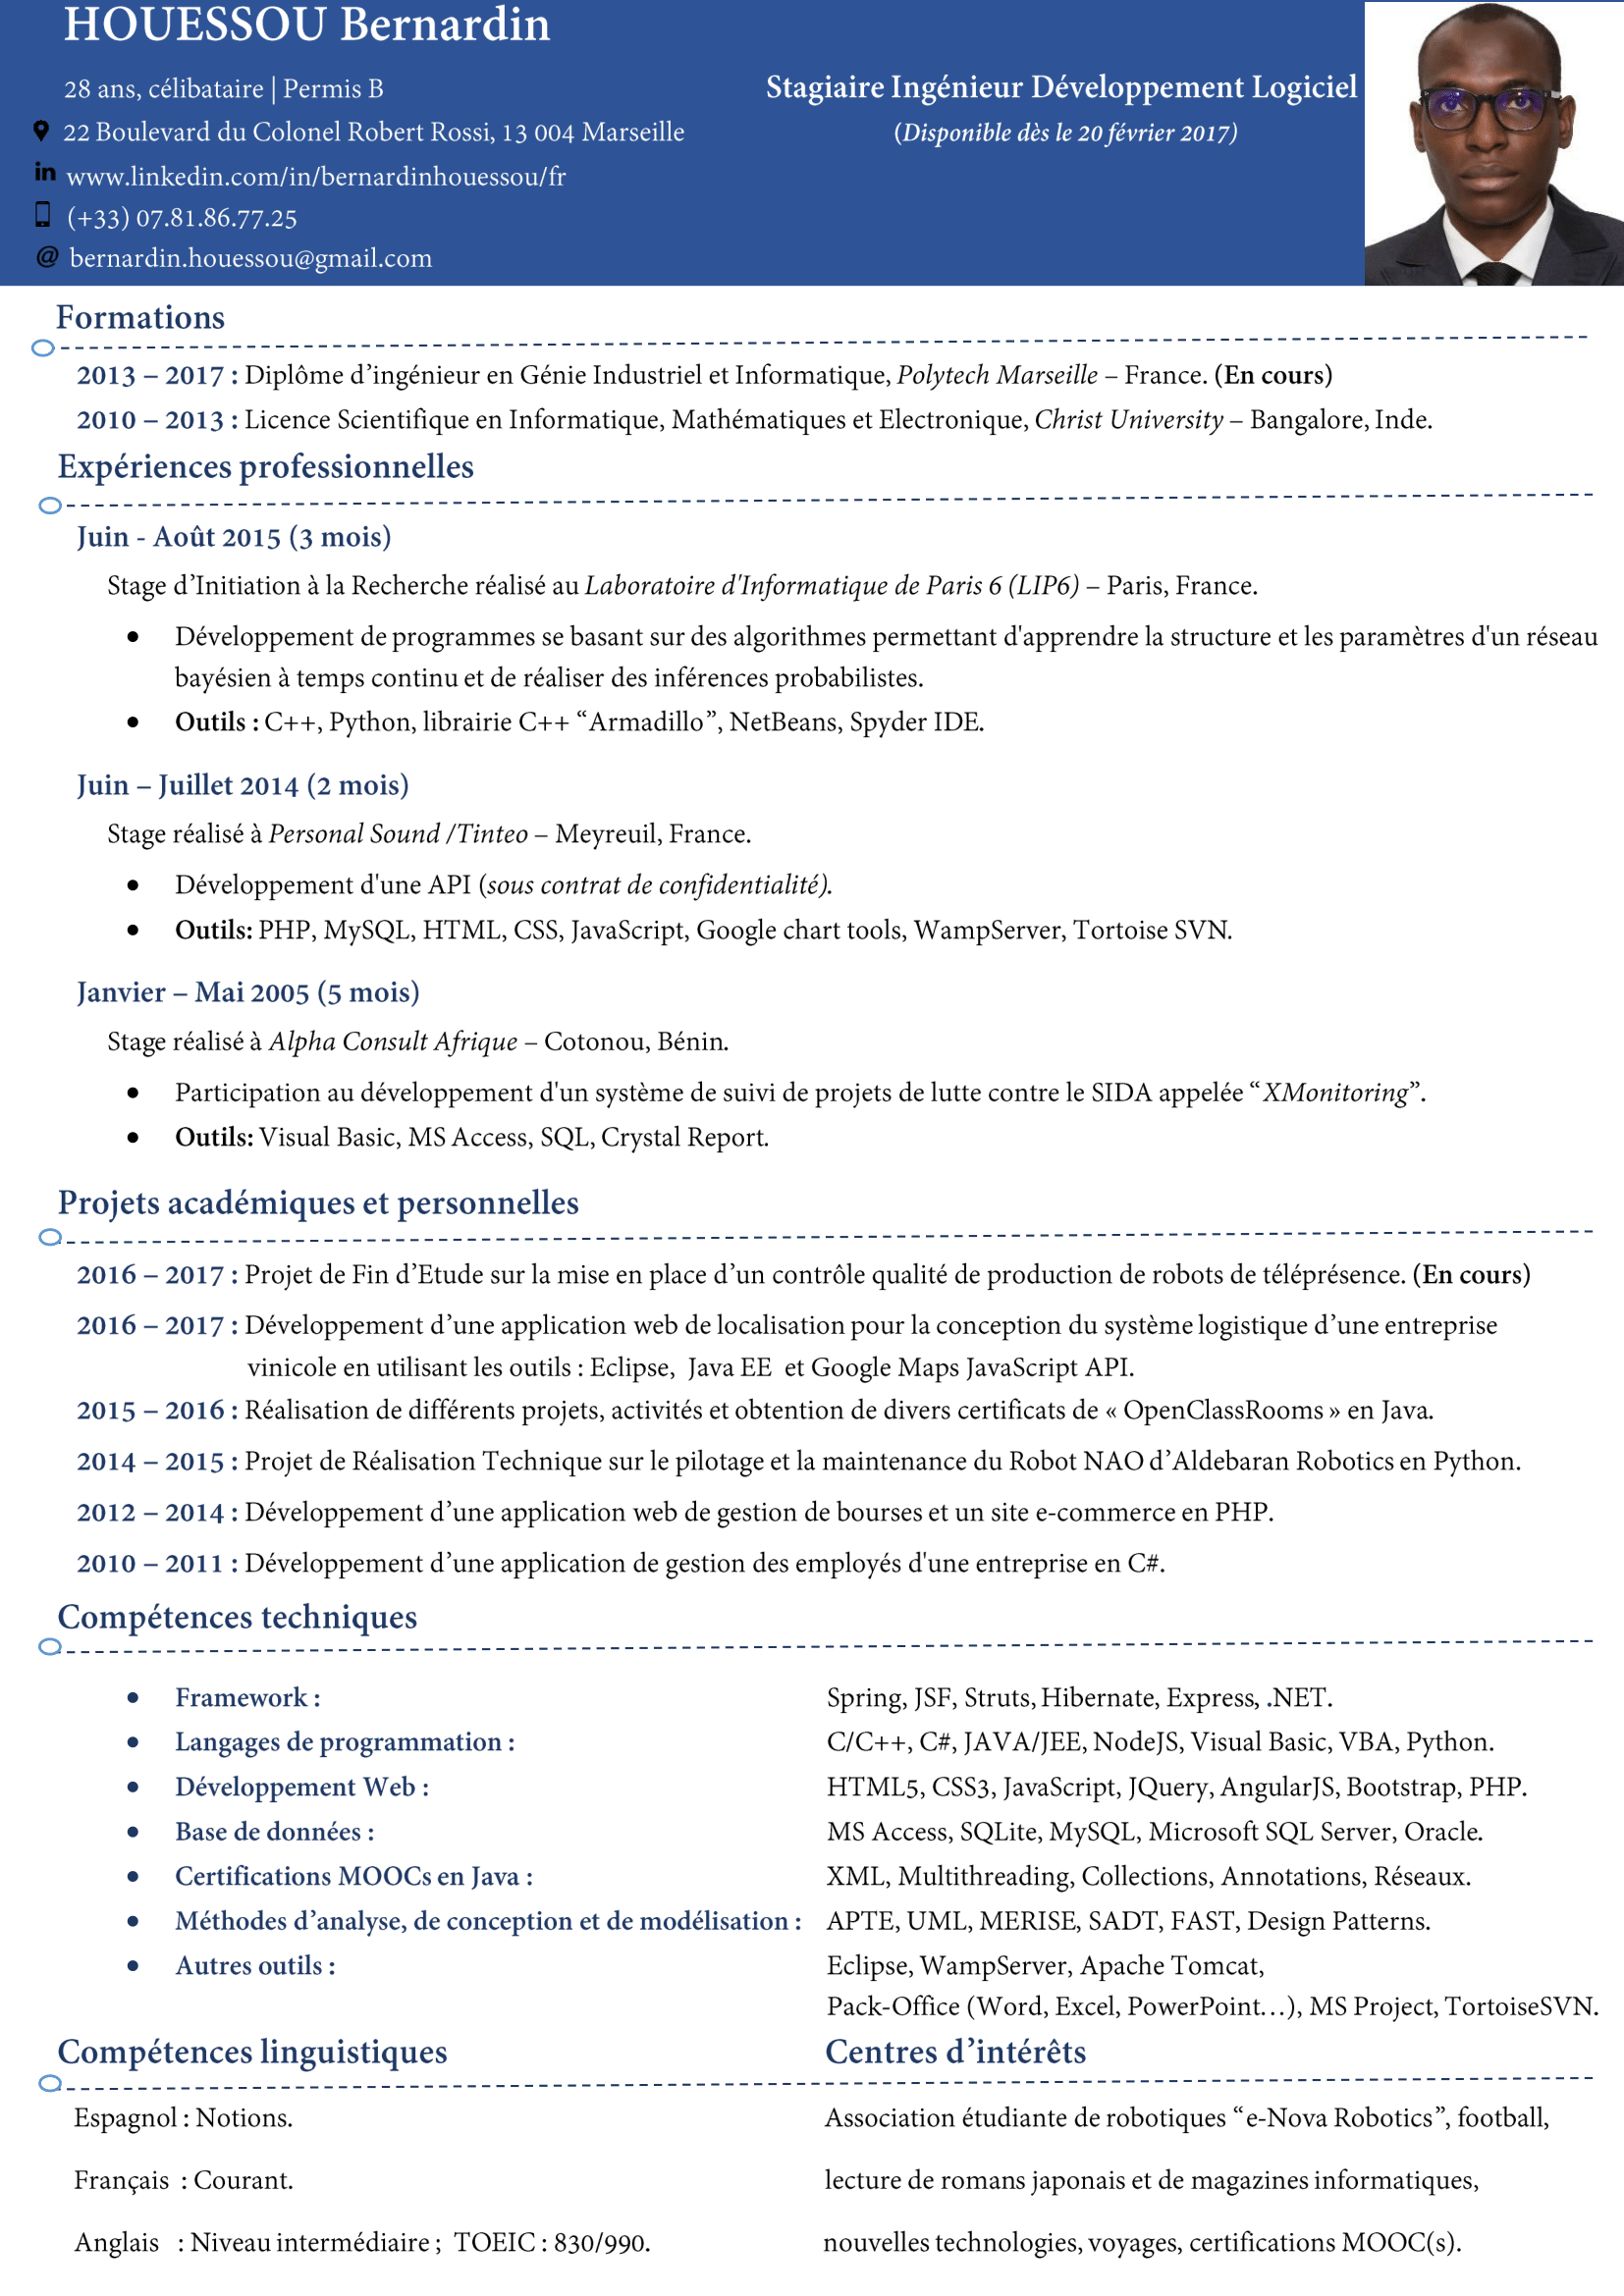 HOUESSOU Bernardin
28 ans, célibataire | Permis B
Stagiaire Ingénieur Développement Logiciel
22 Boulevard du Colonel Robert Rossi, 13 004 Marseille
(Disponible dès le 20 février 2017)
in www.linkedin.com/in/bernardinhouessou/fr
(+33) 07.81.86.77.25
@ bernardin.houessou@gmail.com
Formations
2013 – 2017 : Diplôme d’ingénieur en Génie Industriel et Informatique, Polytech Marseille – France. (En cours)
2010 – 2013 : Licence Scientifique en Informatique, Mathématiques et Electronique, Christ University – Bangalore, Inde.
Expériences professionnelles
Juin - Août 2015 (3 mois)
Stage d’Initiation à la Recherche réalisé au Laboratoire d'Informatique de Paris 6 (LIP6) – Paris, France.
• Développement de programmes se basant sur des algorithmes permettant d'apprendre la structure et les paramètres d'un réseau
bayésien à temps continu et de réaliser des inférences probabilistes.
• Outils : C++, Python, librairie C++ “Armadillo”, NetBeans, Spyder IDE.
Juin – Juillet 2014 (2 mois)
Stage réalisé à Personal Sound /Tinteo – Meyreuil, France.
• Développement d'une API (sous contrat de confidentialité).
• Outils: PHP, MySQL, HTML, CSS, JavaScript, Google chart tools, WampServer, Tortoise SVN.
Janvier – Mai 2005 (5 mois)
Stage réalisé à Alpha Consult Afrique – Cotonou, Bénin.
• Participation au développement d'un système de suivi de projets de lutte contre le SIDA appelée “XMonitoring”.
• Outils: Visual Basic, MS Access, SQL, Crystal Report.
Projets académiques et personnelles
2016 – 2017 : Projet de Fin d’Etude sur la mise en place d’un contrôle qualité de production de robots de téléprésence. (En cours)
2016 – 2017 : Développement d’une application web de localisation pour la conception du système logistique d’une entreprise
vinicole en utilisant les outils : Eclipse, Java EE et Google Maps JavaScript API.
2015 – 2016 : Réalisation de différents projets, activités et obtention de divers certificats de « OpenClassRooms » en Java.
2014 – 2015 : Projet de Réalisation Technique sur le pilotage et la maintenance du Robot NAO d’Aldebaran Robotics en Python.
2012 – 2014 : Développement d’une application web de gestion de bourses et un site e-commerce en PHP.
2010 – 2011 : Développement d’une application de gestion des employés d'une entreprise en C#.
Compétences techniques
• Framework : Spring, JSF, Struts, Hibernate, Express, .NET.
• Langages de programmation : C/C++, C#, JAVA/JEE, NodeJS, Visual Basic, VBA, Python.
• Développement Web : HTML5, CSS3, JavaScript, JQuery, AngularJS, Bootstrap, PHP.
• Base de données : MS Access, SQLite, MySQL, Microsoft SQL Server, Oracle.
• Certifications MOOCs en Java : XML, Multithreading, Collections, Annotations, Réseaux.
• Méthodes d’analyse, de conception et de modélisation : APTE, UML, MERISE, SADT, FAST, Design Patterns.
• Autres outils : Eclipse, WampServer, Apache Tomcat,
Pack-Office (Word, Excel, PowerPoint…), MS Project, TortoiseSVN.
Compétences linguistiques
Espagnol : Notions.
Français : Courant.
Anglais : Niveau intermédiaire ; TOEIC : 830/990.
Centres d’intérêts
Association étudiante de robotiques “e-Nova Robotics”, football,
lecture de romans japonais et de magazines informatiques,
nouvelles technologies, voyages, certifications MOOC(s).